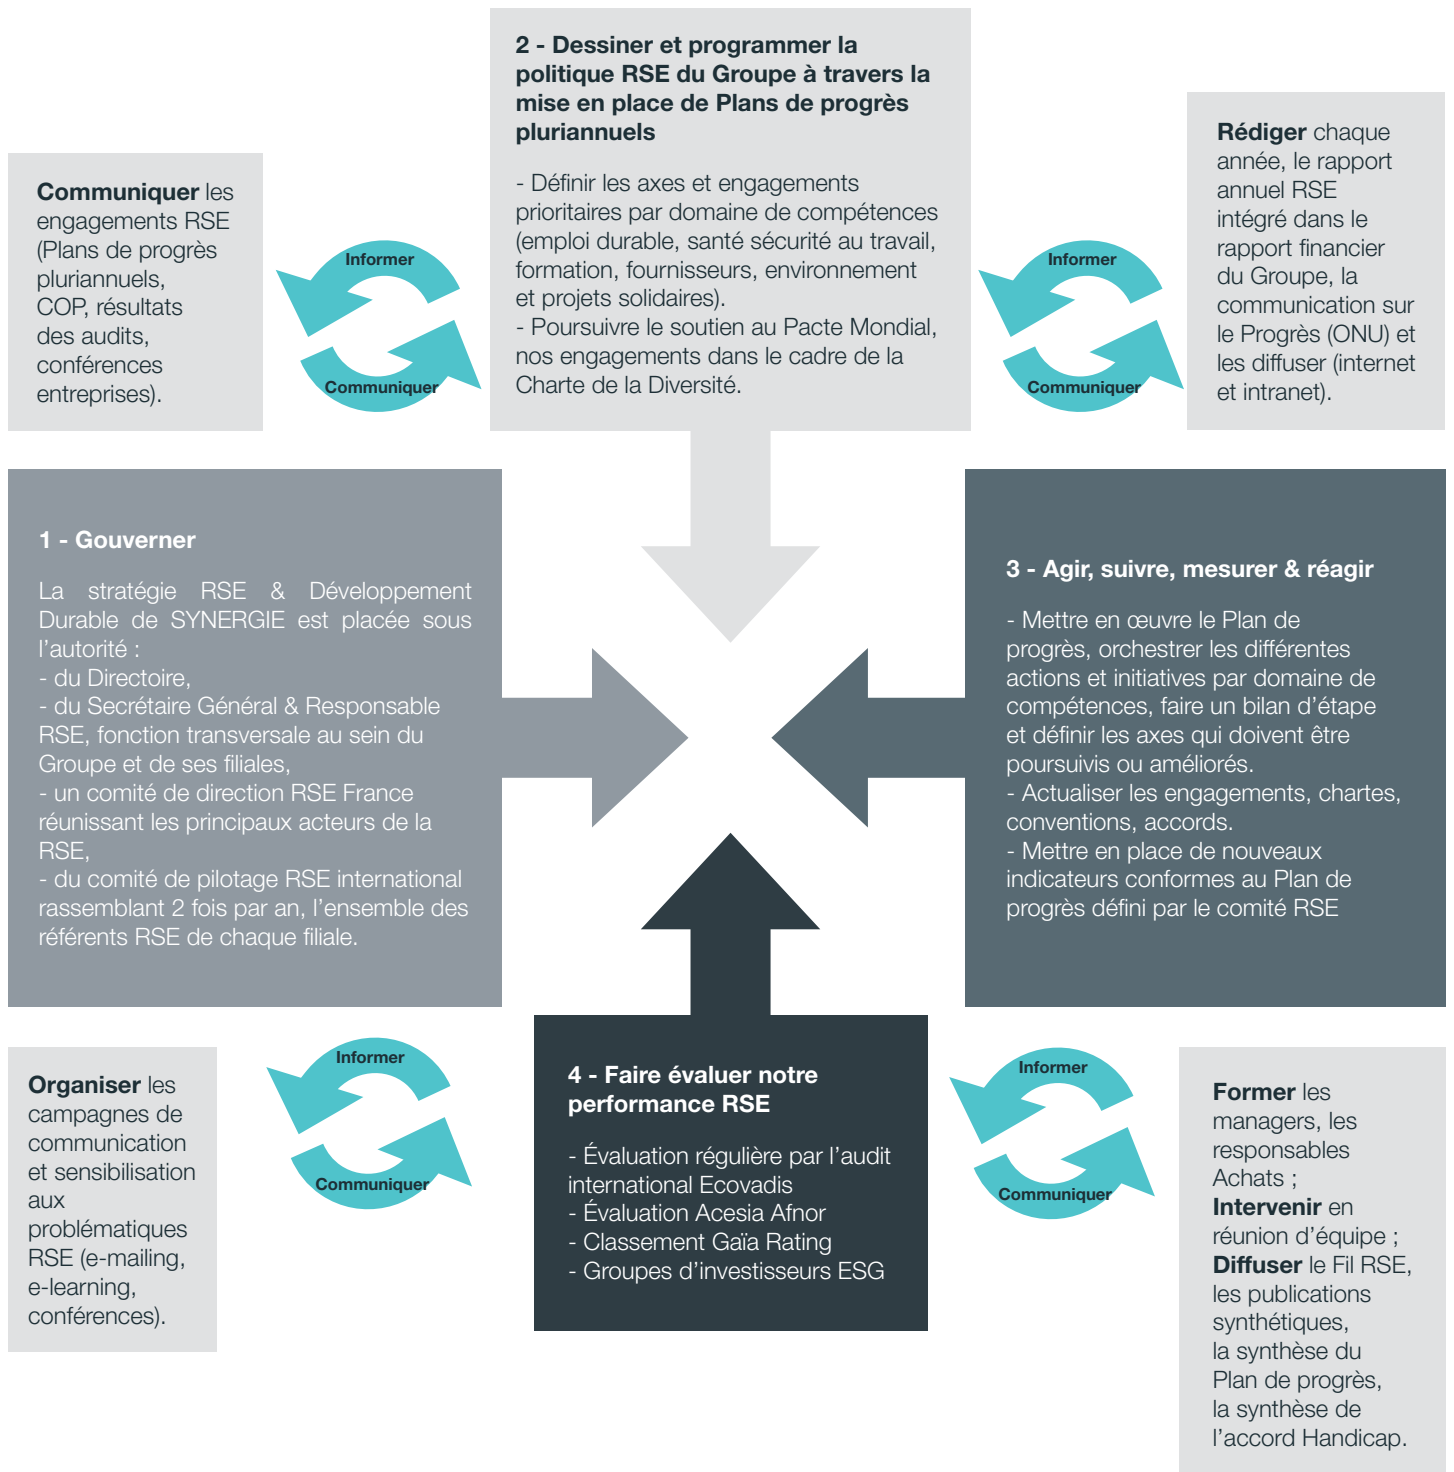 2 - Dessiner et programmer la
politique RSE du Groupe à travers la
mise en place de Plans de progrès
pluriannuels
- Définir les axes et engagements
prioritaires par domaine de compétences
(emploi durable, santé sécurité au travail,
formation, fournisseurs, environnement
et projets solidaires).
- Poursuivre le soutien au Pacte Mondial,
nos engagements dans le cadre de la
Charte de la Diversité.
Communiquer les
engagements RSE
(Plans de progrès
pluriannuels,
COP, résultats
des audits,
conférences
entreprises).
Informer
Communiquer
Informer
Communiquer
Rédiger chaque
année, le rapport
annuel RSE
intégré dans le
rapport financier
du Groupe, la
communication sur
le Progrès (ONU) et
les diffuser (internet
et intranet).
1 - Gouverner
La stratégie RSE & Développement
Durable de SYNERGIE est placée sous
l'autorité :
- du Directoire,
- du Secrétaire Général & Responsable
RSE, fonction transversale au sein du
Groupe et de ses filiales,
- un comité de direction RSE France
réunissant les principaux acteurs de la
RSE,
- du comité de pilotage RSE international
rassemblant 2 fois par an, l'ensemble des
référents RSE de chaque filiale.
3 - Agir, suivre, mesurer & réagir
- Mettre en œuvre le Plan de
progrès, orchestrer les différentes
actions et initiatives par domaine de
compétences, faire un bilan d'étape
et définir les axes qui doivent être
poursuivis ou améliorés.
- Actualiser les engagements, chartes,
conventions, accords.
- Mettre en place de nouveaux
indicateurs conformes au Plan de
progrès défini par le comité RSE
Organiser les
campagnes de
communication
et sensibilisation
aux
problématiques
RSE (e-mailing,
e-learning,
conférences).
Informer
Communiquer
4 - Faire évaluer notre
performance RSE
- Évaluation régulière par l'audit
international Ecovadis
- Évaluation Acesia Afnor
- Classement Gaïa Rating
- Groupes d'investisseurs ESG
Informer
Communiquer
Former les
managers, les
responsables
Achats ;
Intervenir en
réunion d'équipe ;
Diffuser le Fil RSE,
les publications
synthétiques,
la synthèse du
Plan de progrès,
la synthèse de
l'accord Handicap.